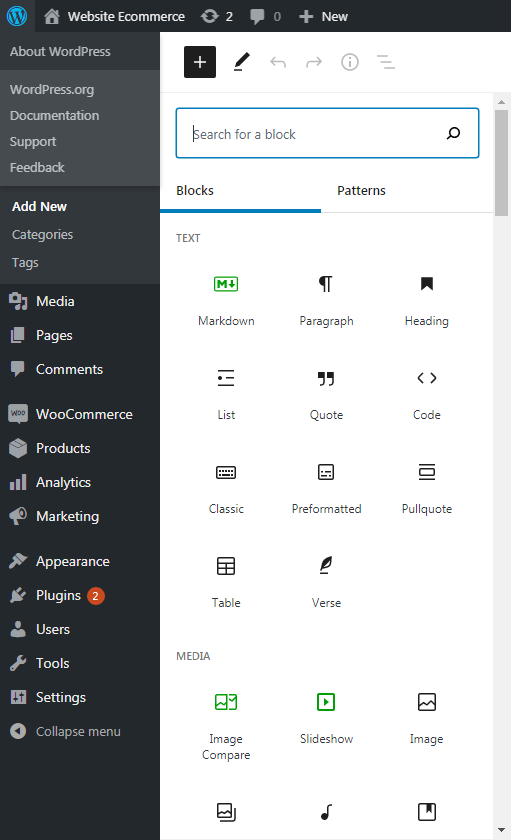 Website Ecommerce 2 0 New
About WordPress
WordPress.org
Documentation
Support
Feedback
Add New
Categories
Tags
Media
Pages
Comments
Woo WooCommerce
Products
Analytics
Marketing
Appearance
Plugins 2
Users
Tools
Settings
Collapse menu
Search for a block
Blocks Patterns
TEXT
M Markdown Paragraph Heading
List Quote Code
Classic Preformatted Pullquote
Table Verse
MEDIA
Image Slideshow Image
Compare